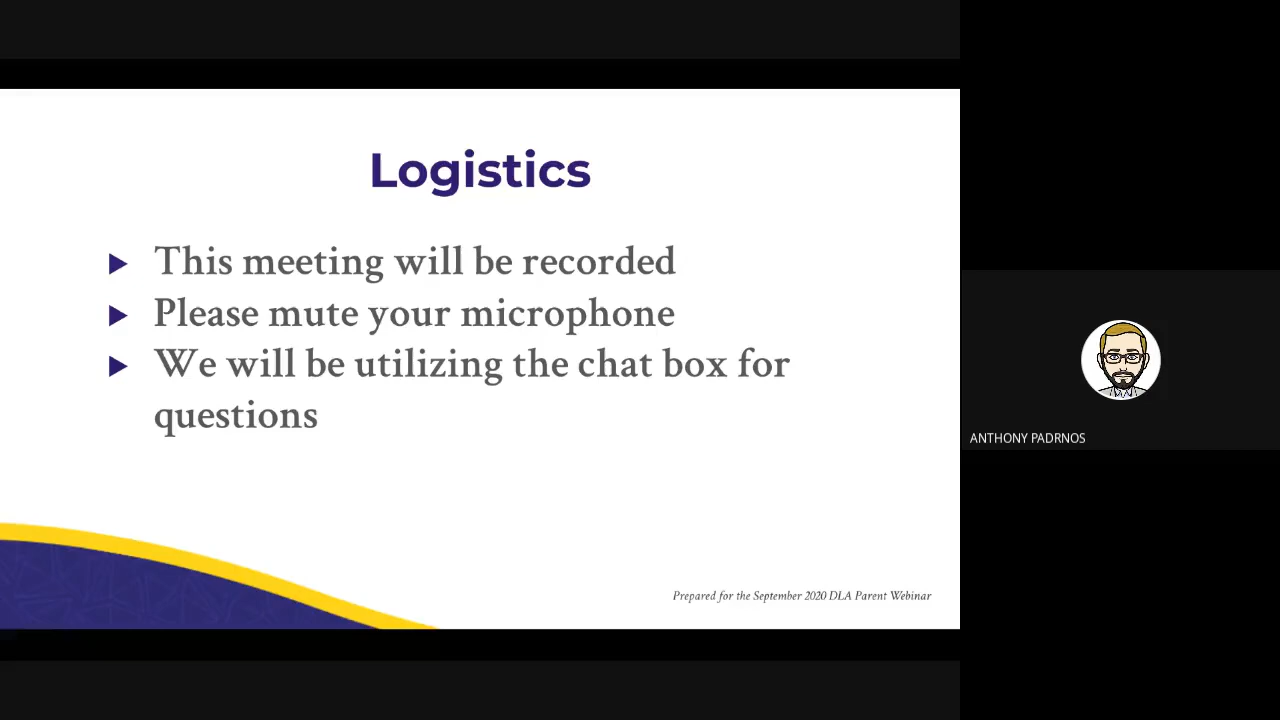 Logistics
▶ This meeting will be recorded
▶ Please mute your microphone
▶ We will be utilizing the chat box for
questions
ANTHONY PADRNOS
Prepared for the September 2020 DLA Parent Webinar